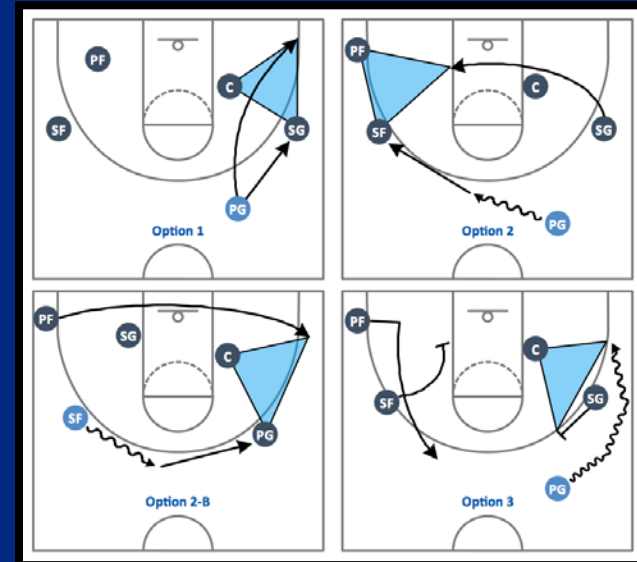 PF
C
SF
SG
PG
Option 1
PF
C
SF
SG
PG
Option 2
PF
SG
C
SF
PG
Option 2-B
PF
C
SF
SG
PG
Option 3